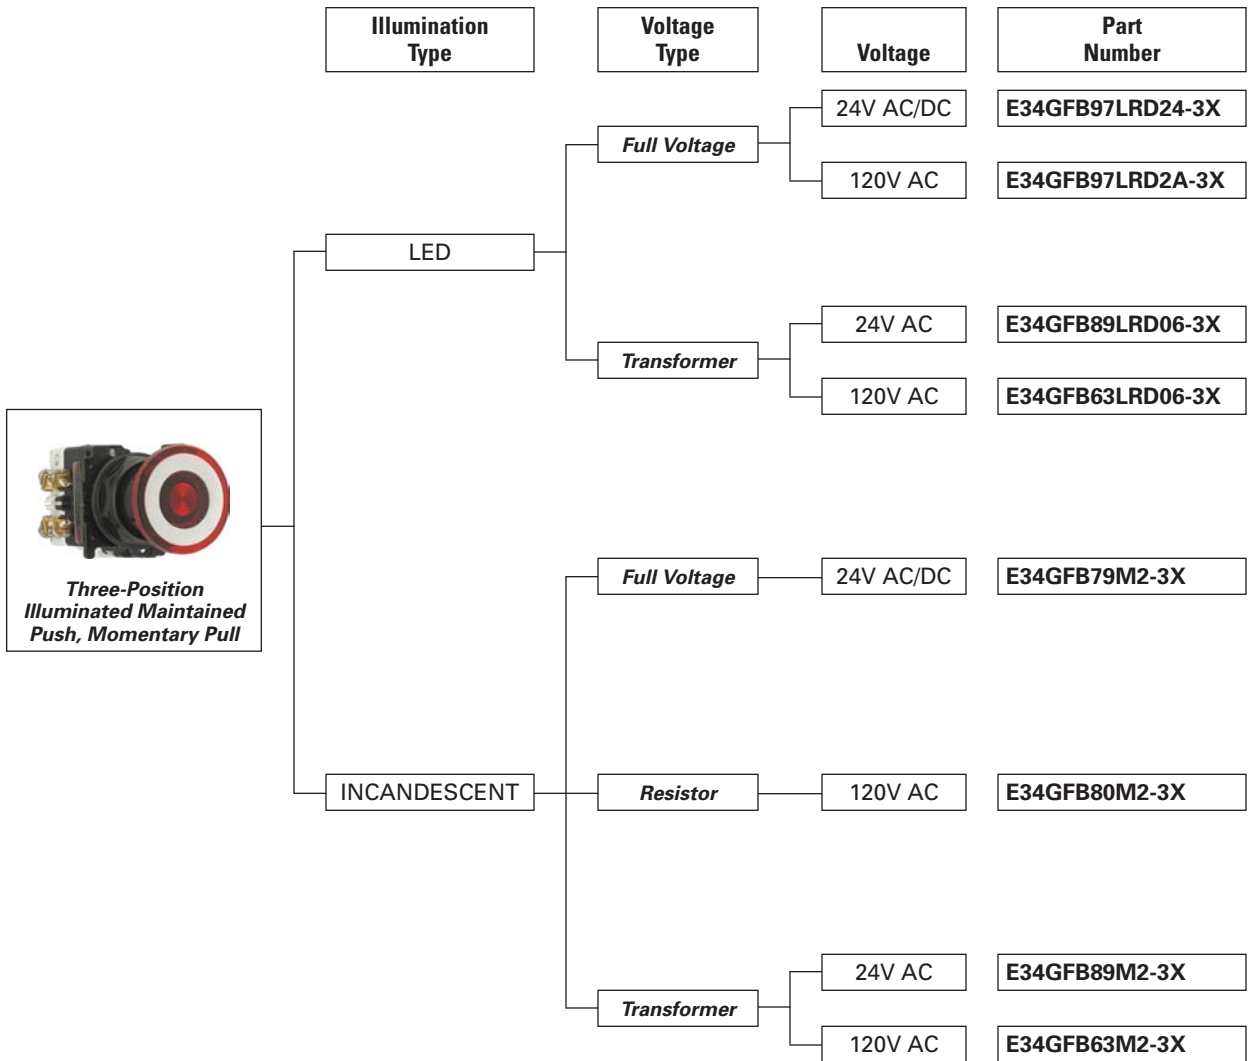 Illumination
Type
Voltage
Type
Voltage
Part
Number
24V AC/DC
E34GFB97LRD24-3X
Full Voltage
120V AC
E34GFB97LRD2A-3X
LED
24V AC
E34GFB89LRD06-3X
Transformer
120V AC
E34GFB63LRD06-3X
Three-Position
Illuminated Maintained
Push, Momentary Pull
Full Voltage
24V AC/DC
E34GFB79M2-3X
INCANDESCENT
Resistor
120V AC
E34GFB80M2-3X
24V AC
E34GFB89M2-3X
Transformer
120V AC
E34GFB63M2-3X